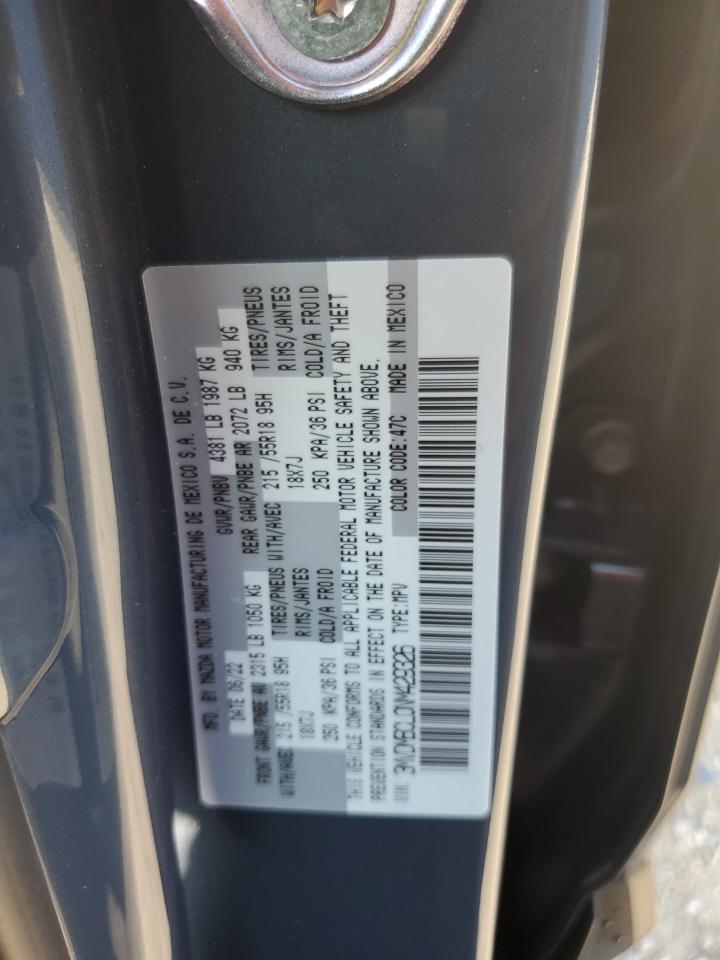 MFD. BY MAZDA MOTOR MANUFACTURING DE MEXICO S.A. DE C.V.
DATE 06/22 GVWR/PNBV 4381 LB 1987 KG
FRONT GAWR/PNBE AV 2315 LB 1050 KG REAR GAWR/PNBE AR 2072 LB 940 KG
WITH/AVEC 215 /55R18 95H TIRES/PNEUS WITH/AVEC 215 /55R18 95H TIRES/PNEUS
18X7J RIMS/JANTES 18X7J RIMS/JANTES
250 KPA/36 PSI COLD/A FROID 250 KPA/36 PSI COLD/A FROID
THIS VEHICLE CONFORMS TO ALL APPLICABLE FEDERAL MOTOR VEHICLE SAFETY AND THEFT
PREVENTION STANDARDS IN EFFECT ON THE DATE OF MANUFACTURE SHOWN ABOVE.
VIN: 3MVDMBCL0NM429326 TYPE:MPV COLOR CODE:47C MADE IN MEXICO